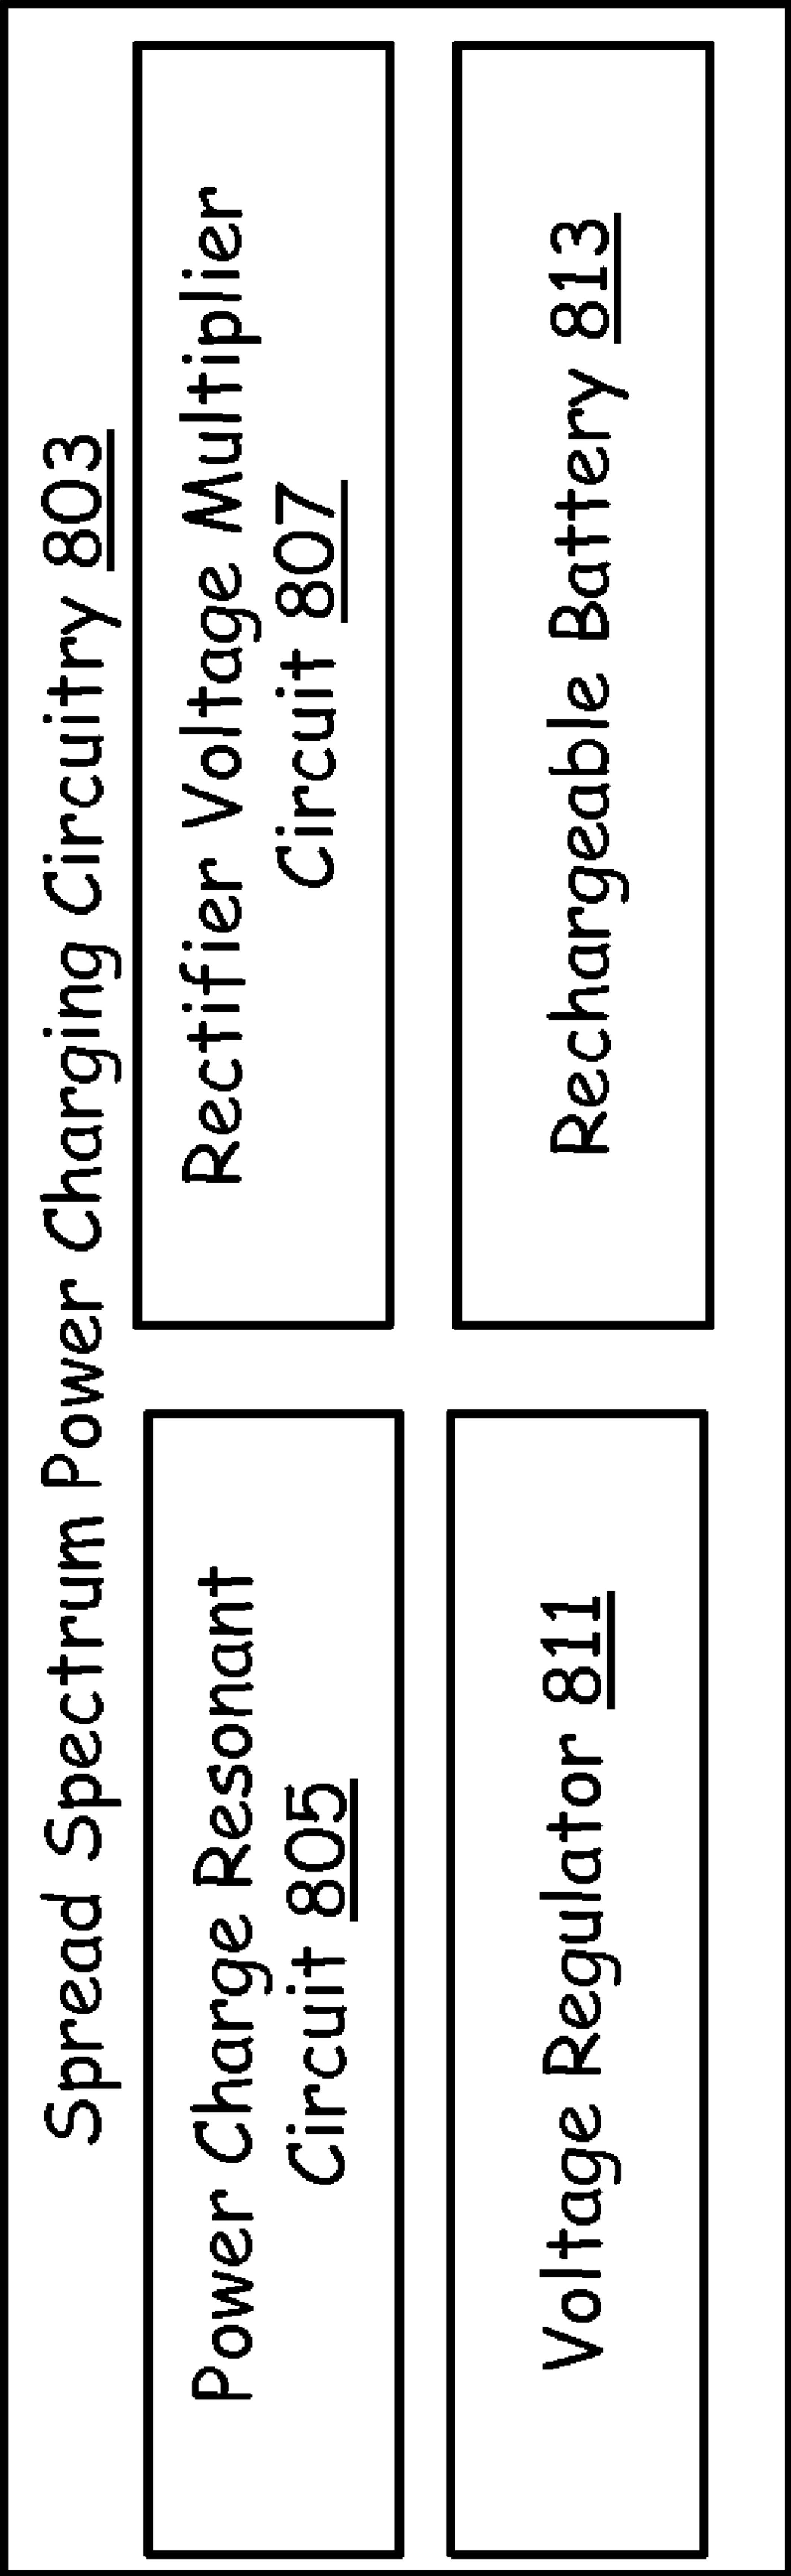 Spread Spectrum Power Charging Circuitry 803
Power Charge Resonant
Circuit 805
Rectifier Voltage Multiplier
Circuit 807
Voltage Regulator 811
Rechargeable Battery 813